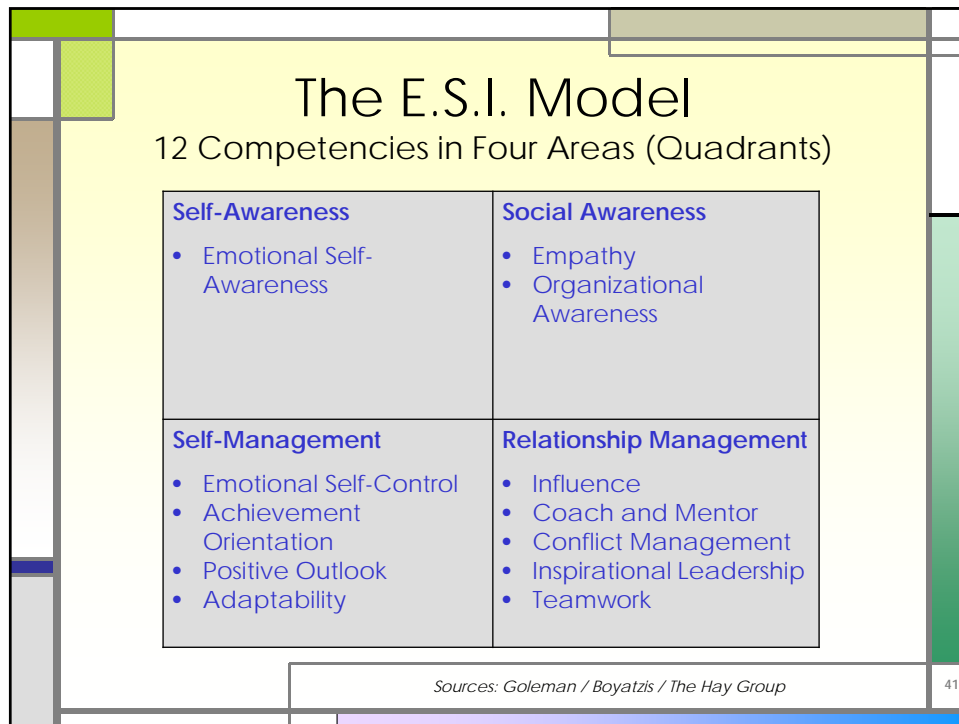 The E.S.I. Model
12 Competencies in Four Areas (Quadrants)
Self-Awareness
• Emotional Self-
Awareness
Social Awareness
• Empathy
• Organizational
Awareness
Self-Management
• Emotional Self-Control
• Achievement
Orientation
• Positive Outlook
• Adaptability
Relationship Management
• Influence
• Coach and Mentor
• Conflict Management
• Inspirational Leadership
• Teamwork
Sources: Goleman / Boyatzis / The Hay Group
41